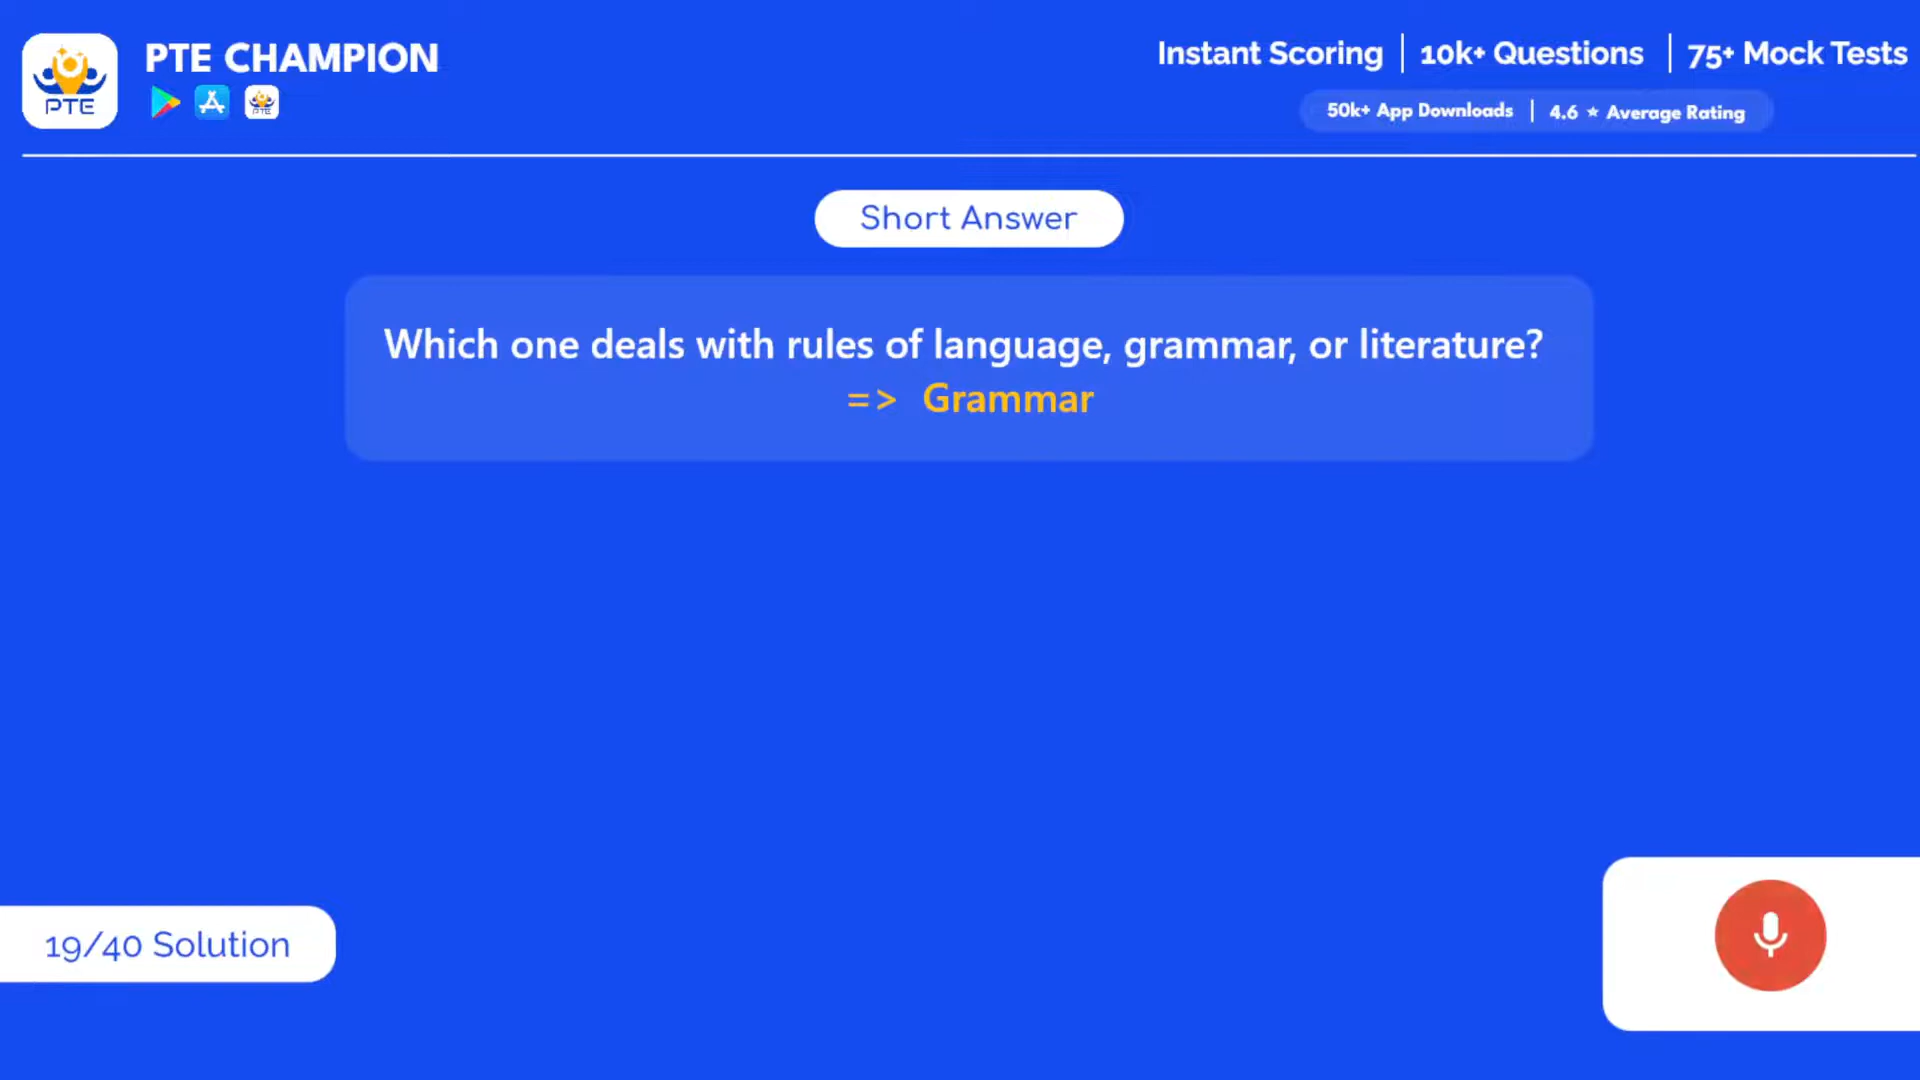 PTE CHAMPION
PTE
PTE
Instant Scoring | 10k+ Questions | 75+ Mock Tests
50k+ App Downloads | 4.6 ★ Average Rating
Short Answer
Which one deals with rules of language, grammar, or literature?
=> Grammar
19/40 Solution